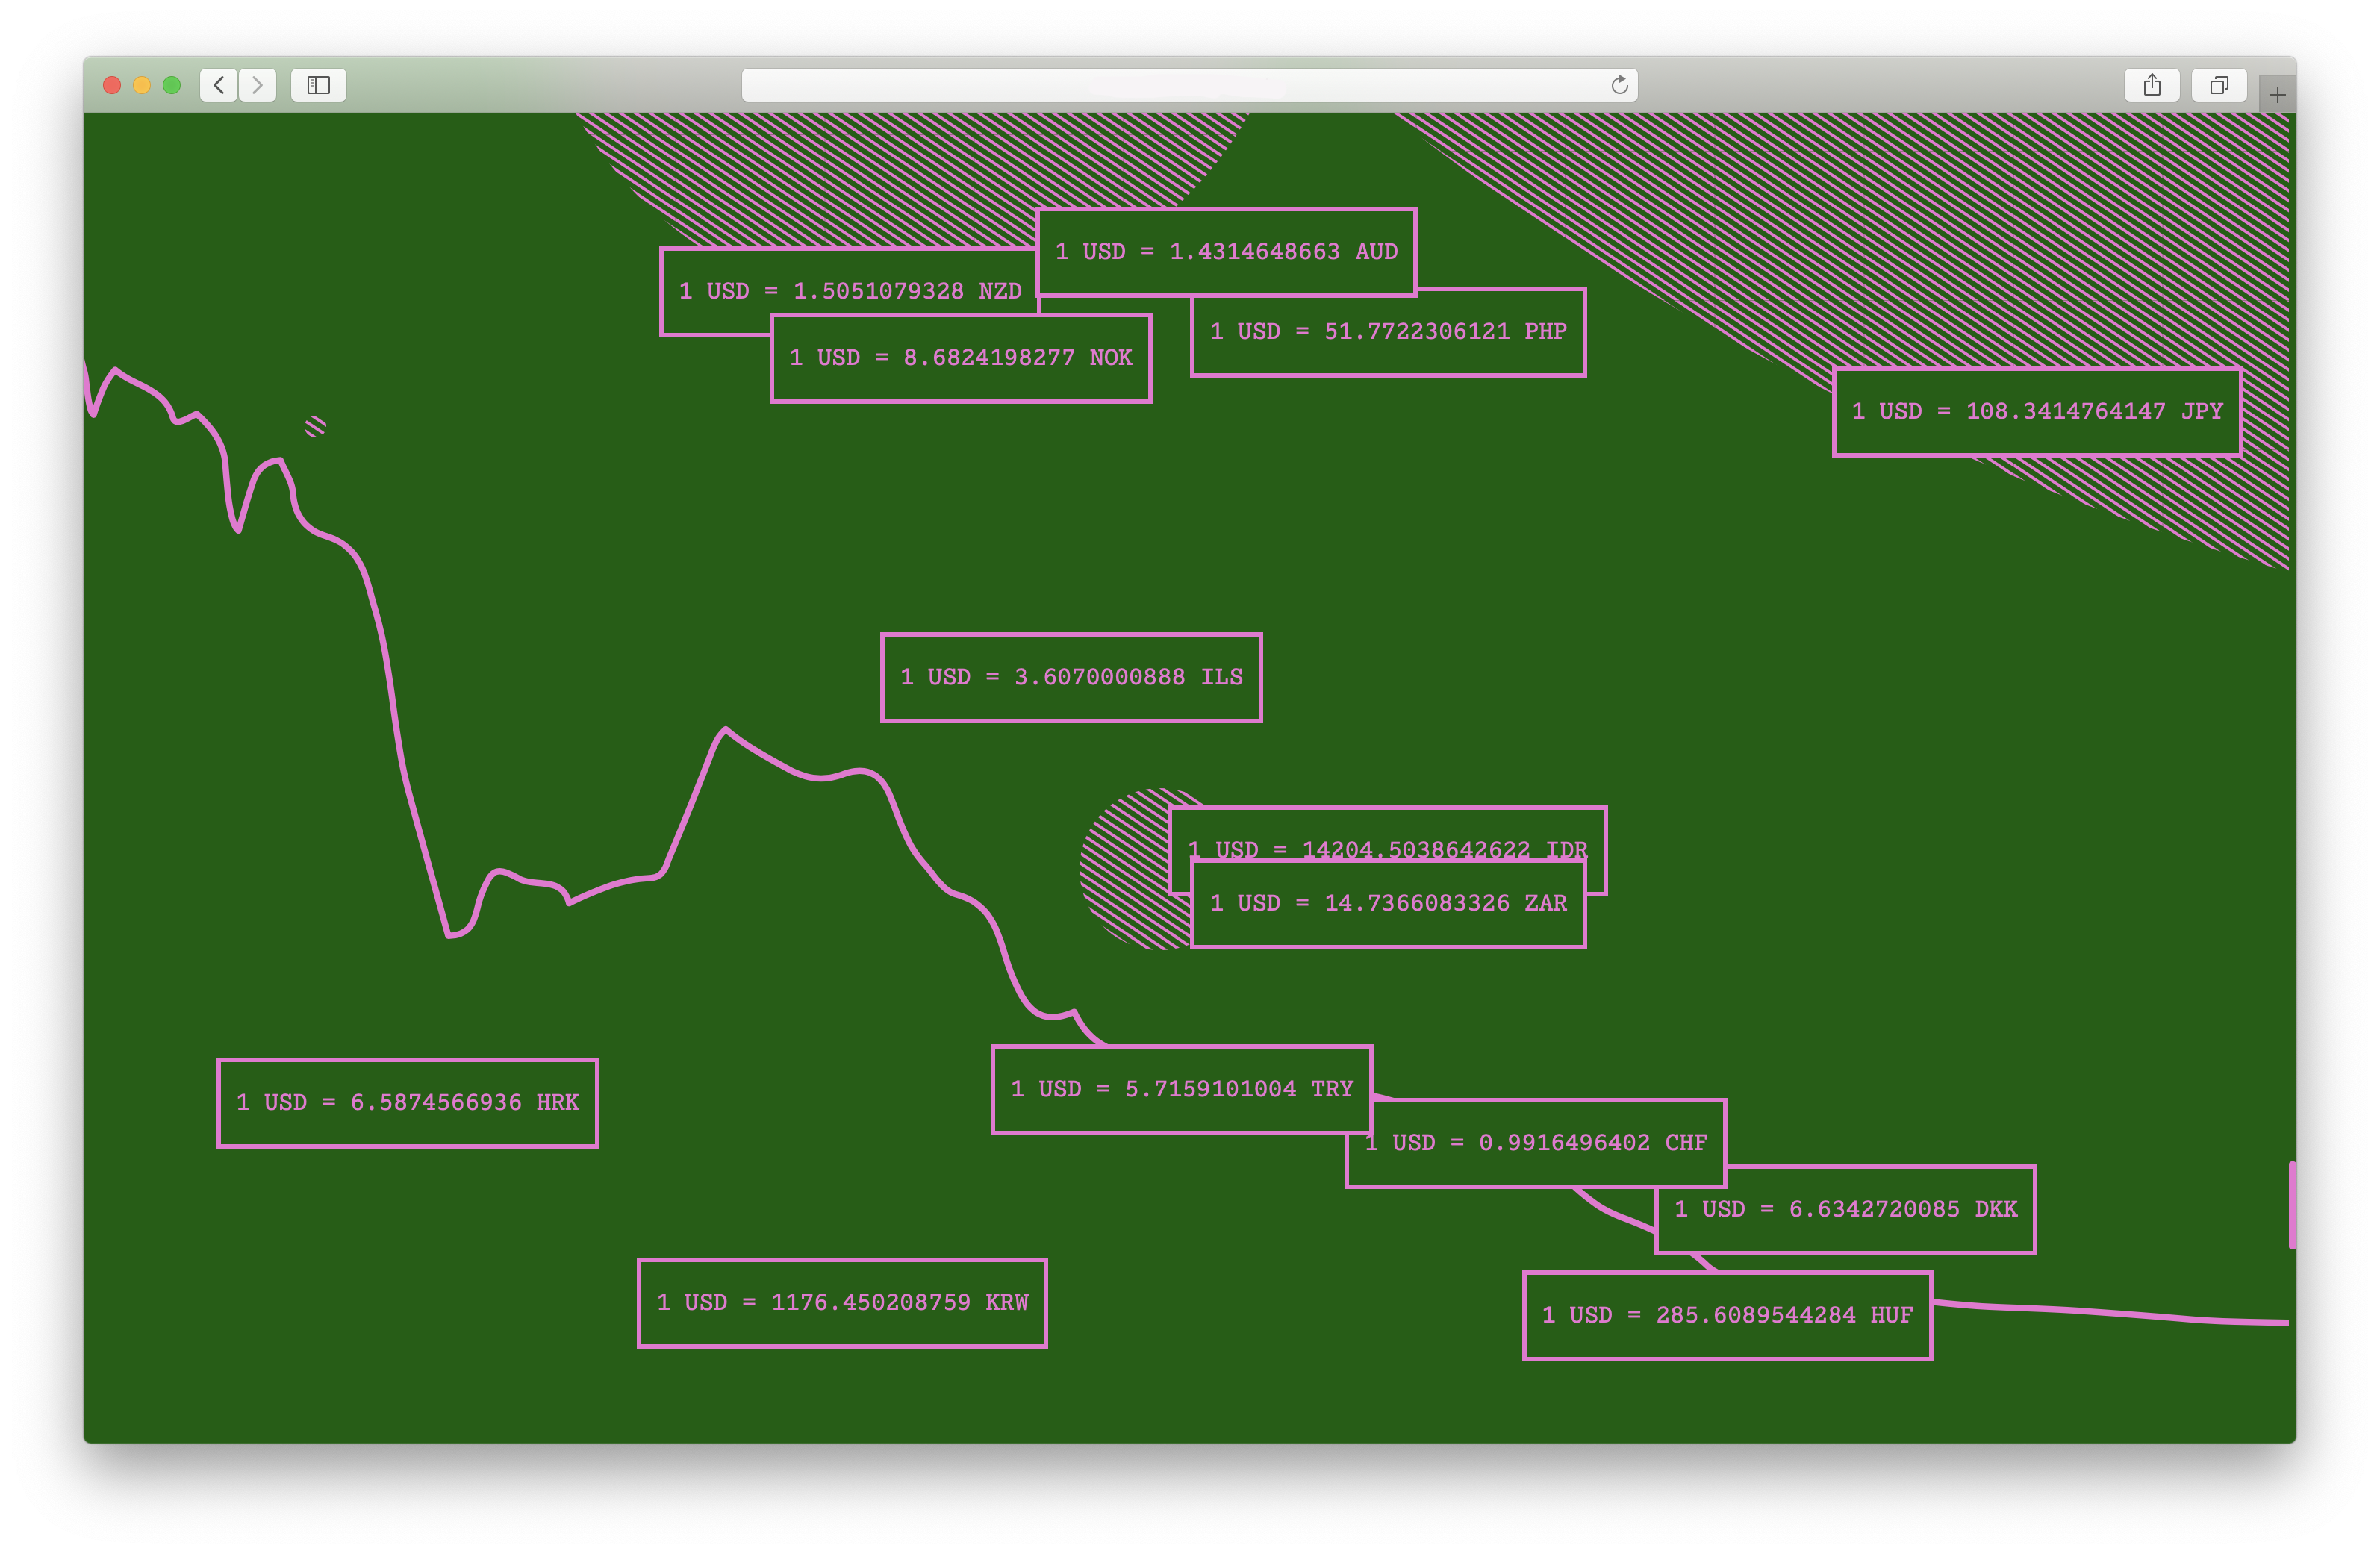 1 USD = 1.4314648663 AUD
1 USD = 1.5051079328 NZD
1 USD = 51.7722306121 PHP
1 USD = 8.6824198277 NOK
1 USD = 108.3414764147 JPY
1 USD = 3.6070000888 ILS
1 USD = 14204.5038642622 IDR
1 USD = 14.7366083326 ZAR
1 USD = 5.7159101004 TRY
1 USD = 6.5874566936 HRK
1 USD = 0.9916496402 CHF
1 USD = 6.6342720085 DKK
1 USD = 1176.450208759 KRW
1 USD = 285.6089544284 HUF